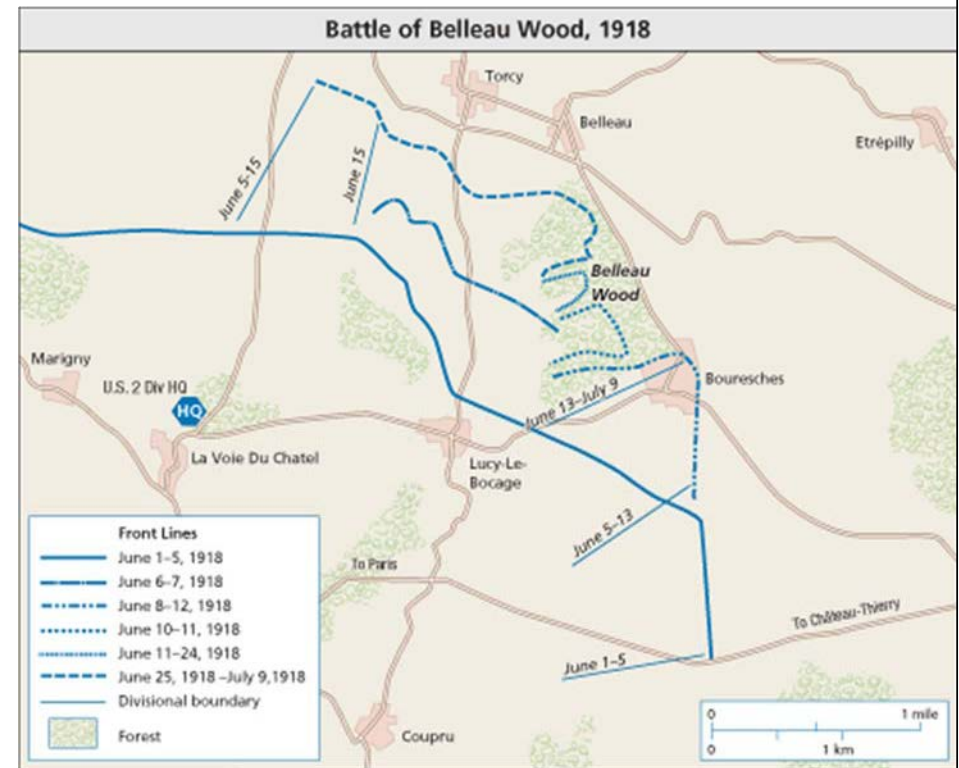 Battle of Belleau Wood, 1918
Torcy
Belleau
Etrépilly
June 5-15
June 15
Belleau
Wood
Marigny
U.S. 2 Div HQ
HQ
Bouresches
June 13–July 9
La Voie Du Chatel
Lucy-Le-
Bocage
June 5–13
To Paris
To Château-Thierry
June 1–5
Coupru
Front Lines
June 1–5, 1918
June 6–7, 1918
June 8–12, 1918
June 10–11, 1918
June 11–24, 1918
June 25, 1918 –July 9,1918
Divisional boundary
Forest
0 1 mile
0 1 km